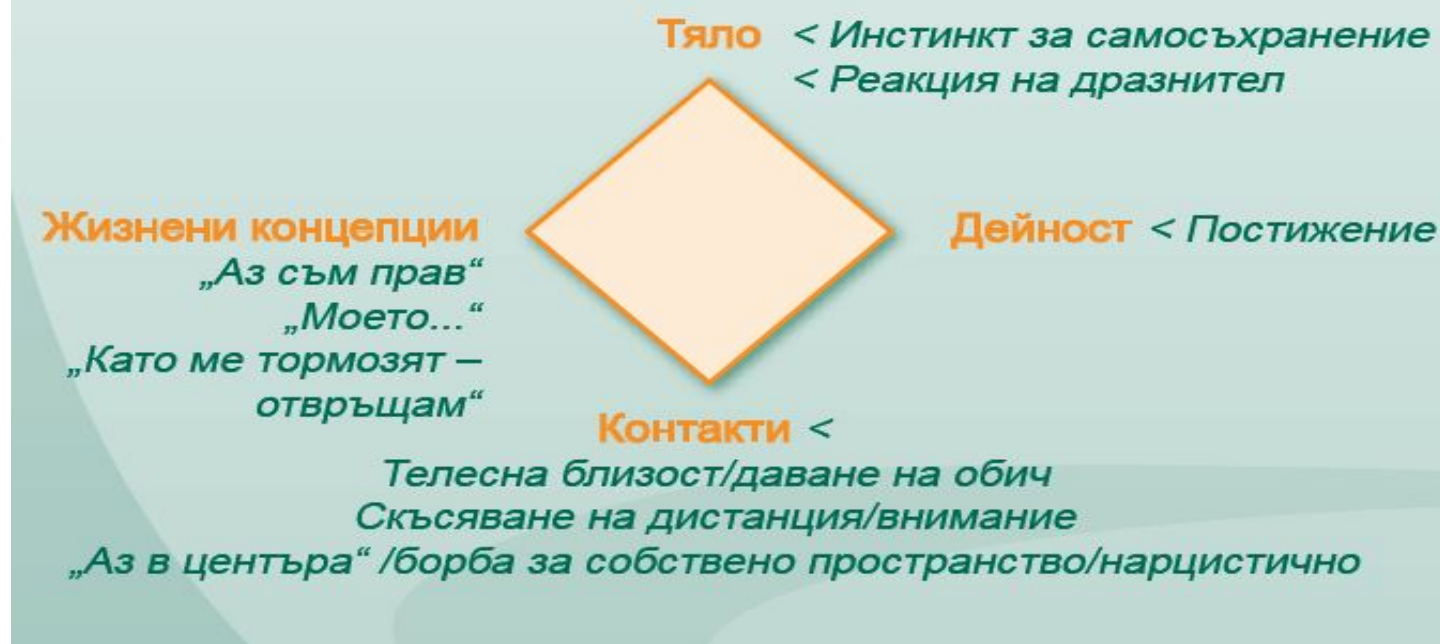 Тяло < Инстинкт за самосъхранение
< Реакция на дразнител
Жизнени концепции
„Аз съм прав“
„Моето...“
„Като ме тормозят –
отвръщам“
Дейност < Постижение
Контакти <
Телесна близост/даване на обич
Скъсяване на дистанция/внимание
„Аз в центъра“ /борба за собствено пространство/нарцистично